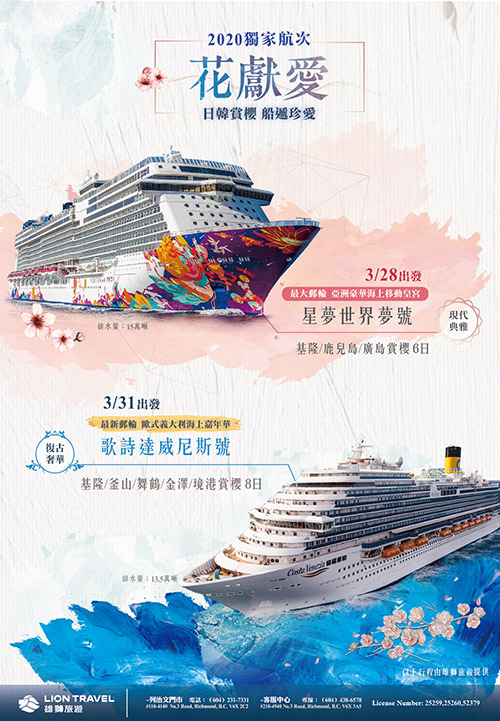 2020獨家航次
花獻愛
日韓賞櫻 船遞珍愛
3/28出發
最大郵輪 亞洲豪華海上移動皇宮
星夢世界夢號
現代
典雅
排水量：15萬噸
基隆/鹿兒島/廣島賞櫻 6日
3/31出發
最新郵輪 歐式義大利海上嘉年華
復古
奢華
歌詩達威尼斯號
基隆/釜山/舞鶴/金澤/境港賞櫻 8日
Costa Venezia
排水量：13.5萬噸
以上行程由雄獅旅遊提供
LION TRAVEL
雄獅旅遊
–列治文門市 電話：(604) 231-7331
#110-4140 No.3 Road, Richmond, B.C. V6X 2C2
–客服中心 專線：(604) 438-6578
#218-4940 No.3 Road, Richmond, B.C. V6X 3A5
License Number: 25259,25260,52379